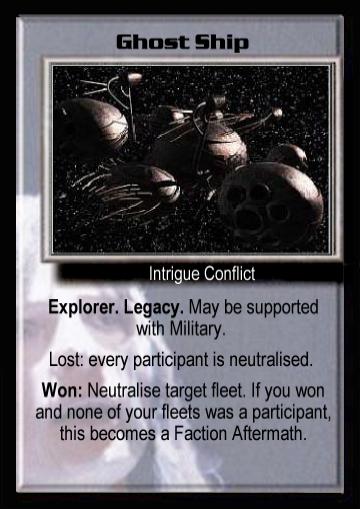 Ghost Ship
Intrigue Conflict
Explorer. Legacy. May be supported
with Military.
Lost: every participant is neutralised.
Won: Neutralise target fleet. If you won
and none of your fleets was a participant,
this becomes a Faction Aftermath.